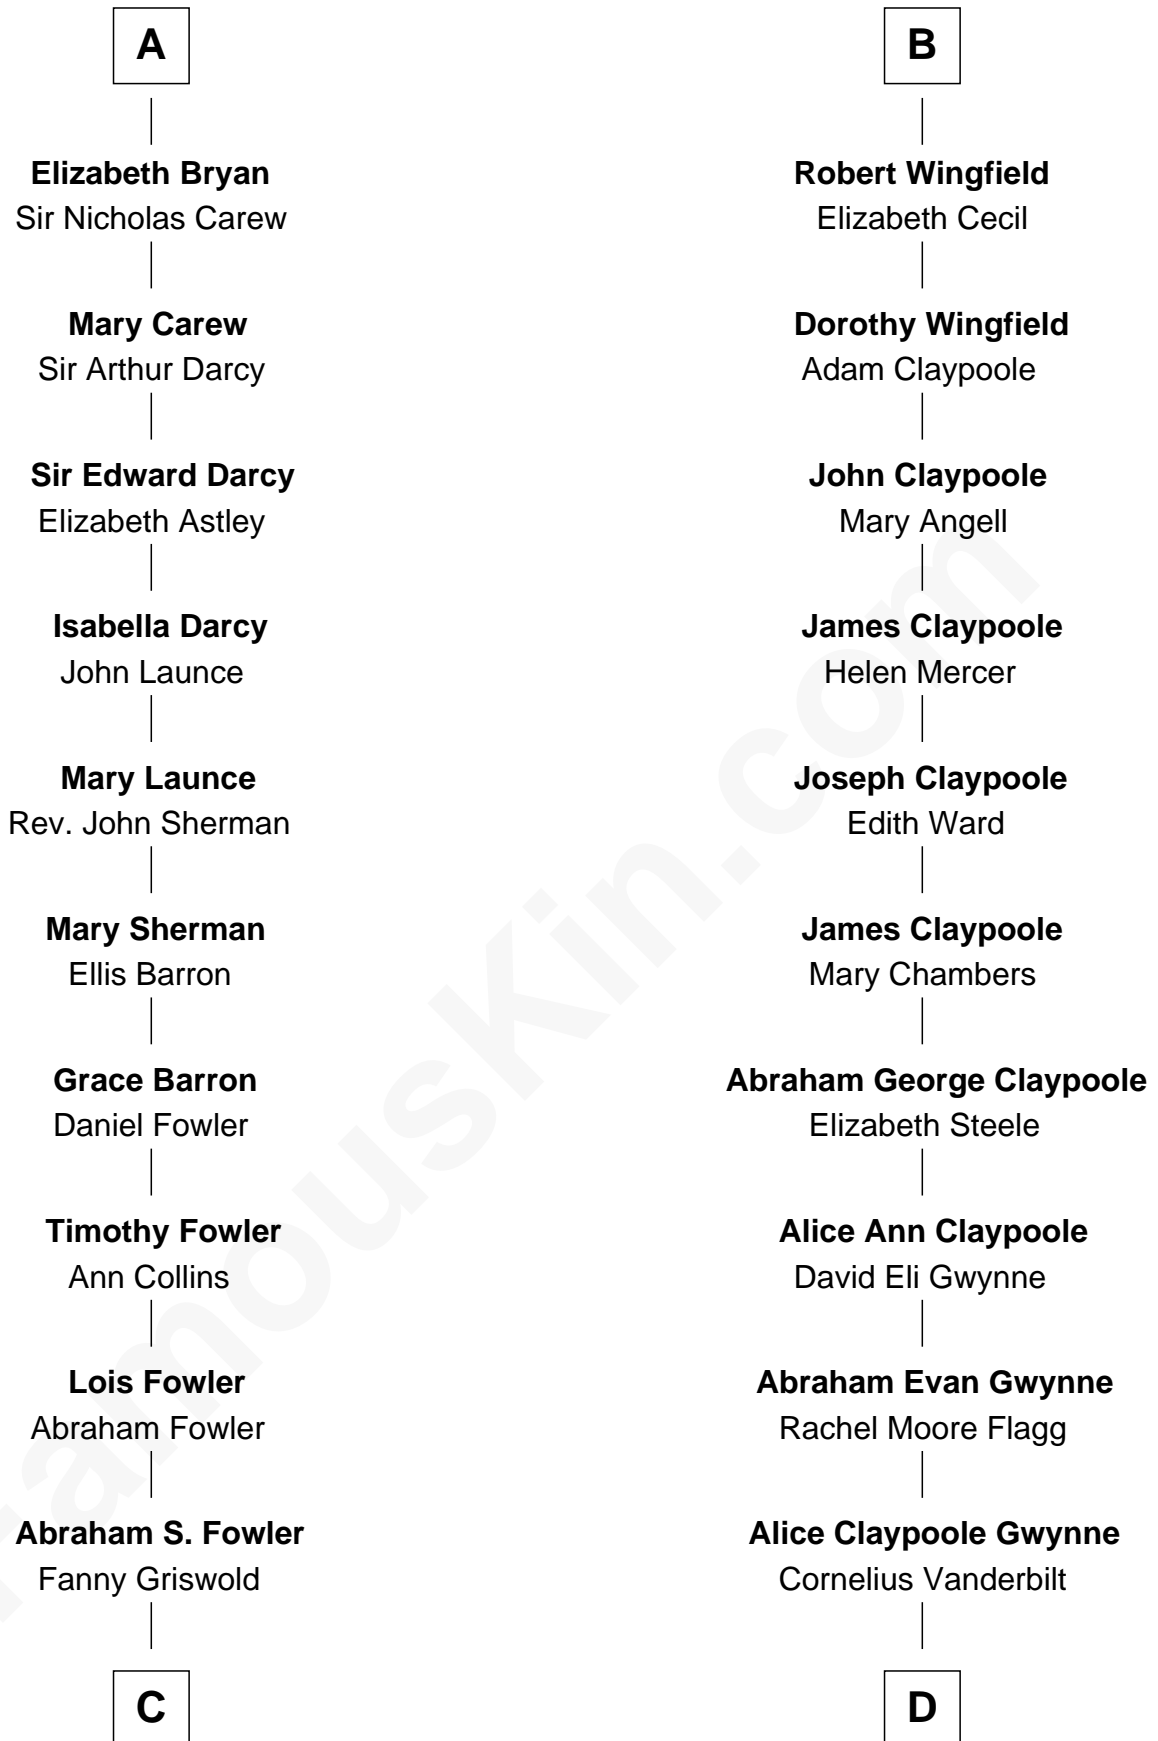 A
Elizabeth Bryan
Sir Nicholas Carew
Mary Carew
Sir Arthur Darcy
Sir Edward Darcy
Elizabeth Astley
Isabella Darcy
John Launce
Mary Launce
Rev. John Sherman
Mary Sherman
Ellis Barron
Grace Barron
Daniel Fowler
Timothy Fowler
Ann Collins
Lois Fowler
Abraham Fowler
Abraham S. Fowler
Fanny Griswold
C
B
Robert Wingfield
Elizabeth Cecil
Dorothy Wingfield
Adam Claypoole
John Claypoole
Mary Angell
James Claypoole
Helen Mercer
Joseph Claypoole
Edith Ward
James Claypoole
Mary Chambers
Abraham George Claypoole
Elizabeth Steele
Alice Ann Claypoole
David Eli Gwynne
Abraham Evan Gwynne
Rachel Moore Flagg
Alice Claypoole Gwynne
Cornelius Vanderbilt
D
FamousKin.com